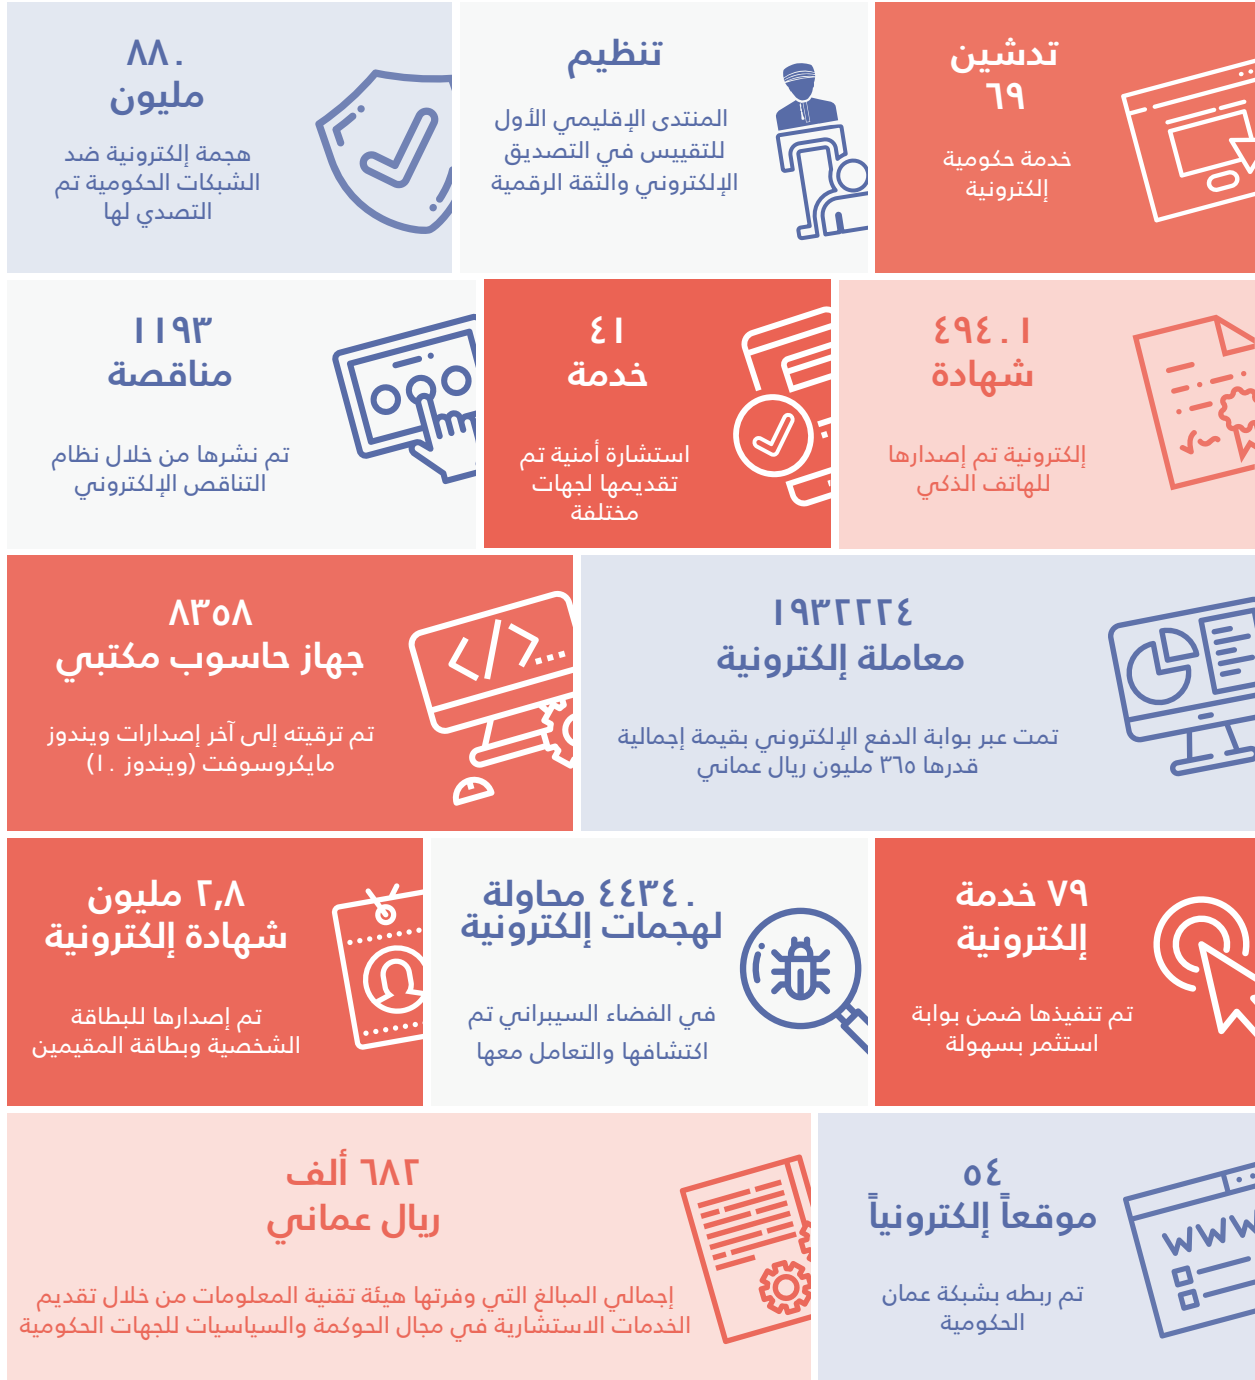 تدشين
٦٩
خدمة حكومية
إلكترونية
تنظيم
المنتدى الإقليمي الأول
للتقييس في التصديق
الإلكتروني والثقة الرقمية
٨٨٠
مليون
هجمة إلكترونية ضد
الشبكات الحكومية تم
التصدي لها
٤٩٤٠١
شهادة
إلكترونية تم إصدارها
للهاتف الذكي
٤١
خدمة
استشارة أمنية تم
تقديمها لجهات
مختلفة
١١٩٣
مناقصة
تم نشرها من خلال نظام
التناقص الإلكتروني
١٩٣٢٢٢٤
معاملة إلكترونية
تمت عبر بوابة الدفع الإلكتروني بقيمة إجمالية
قدرها ٣٦٥ مليون ريال عماني
٨٣٥٨
جهاز حاسوب مكتبي
تم ترقيته إلى آخر إصدارات ويندوز
مايكروسوفت (ويندوز ١٠)
٧٩ خدمة
إلكترونية
تم تنفيذها ضمن بوابة
استثمر بسهولة
٤٤٣٤٠ محاولة
لهجمات إلكترونية
في الفضاء السيبراني تم
اكتشافها والتعامل معها
٢,٨ مليون
شهادة إلكترونية
تم إصدارها للبطاقة
الشخصية وبطاقة المقيمين
٥٤
موقعاً إلكترونياً
تم ربطه بشبكة عمان
الحكومية
WWW
٦٨٢ ألف
ريال عماني
إجمالي المبالغ التي وفرتها هيئة تقنية المعلومات من خلال تقديم
الخدمات الاستشارية في مجال الحوكمة والسياسيات للجهات الحكومية